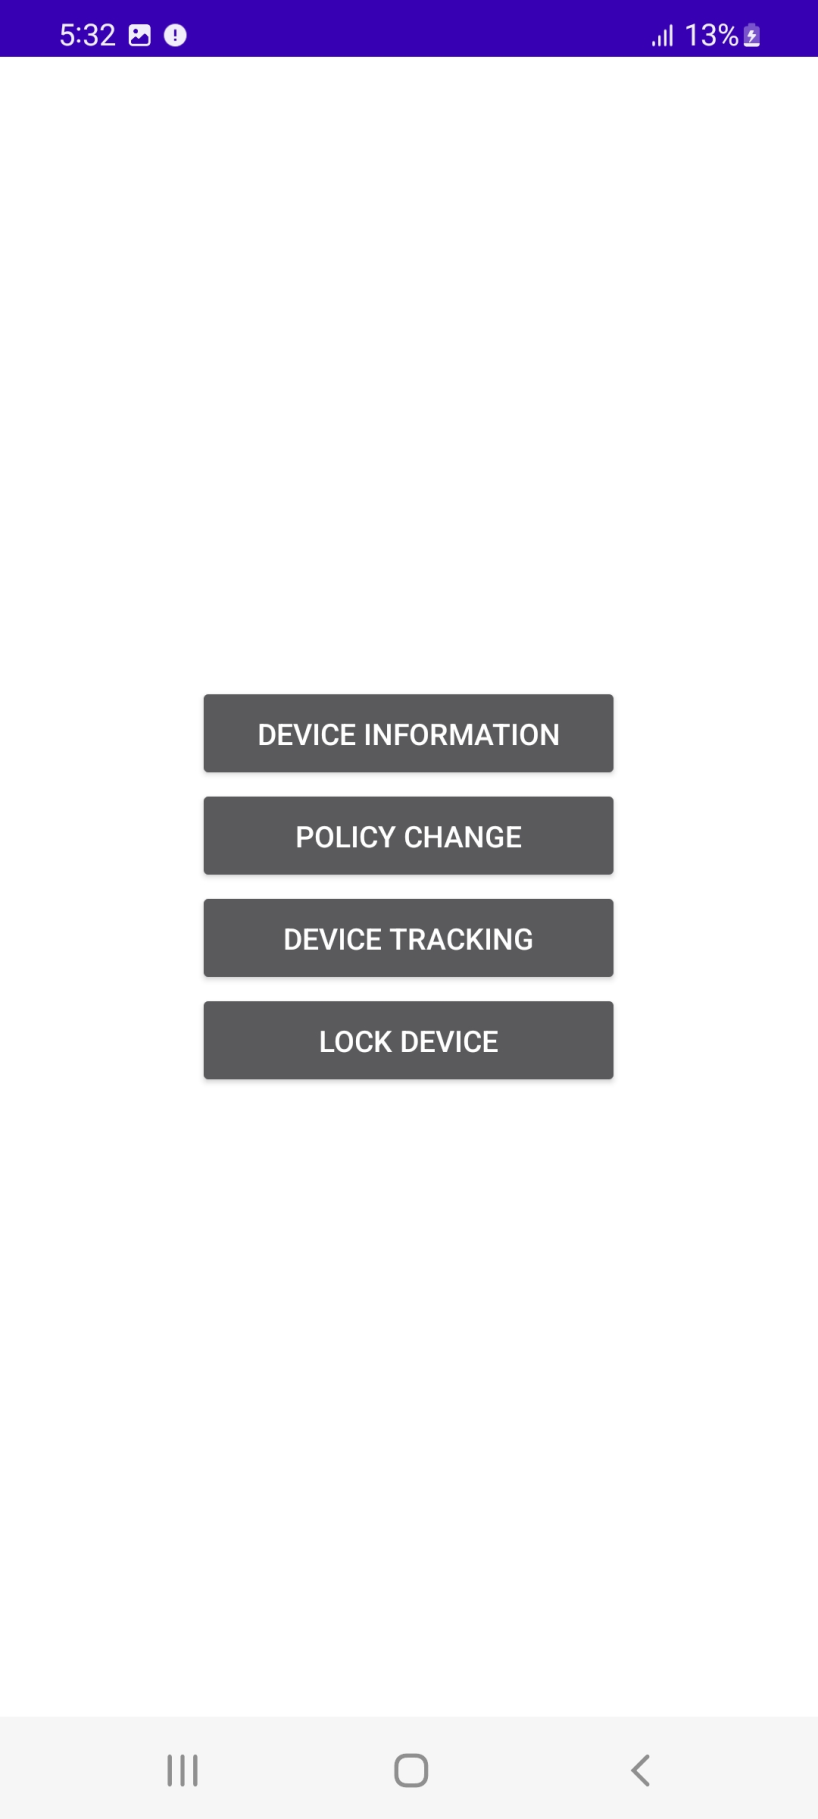 5:32 13%
DEVICE INFORMATION
POLICY CHANGE
DEVICE TRACKING
LOCK DEVICE